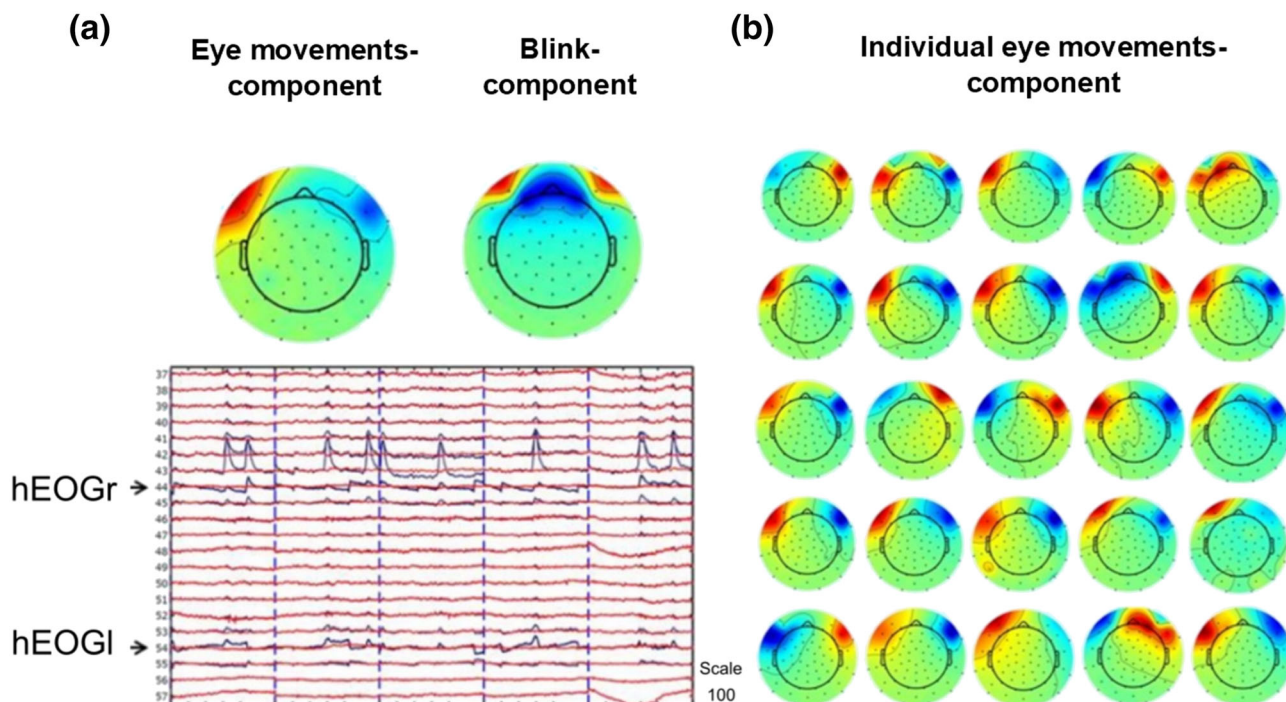 (a)
Eye movements-
component
Blink-
component
37
38
39
40
41
42
43
hEOGr
44
45
46
47
48
49
50
51
52
53
hEOGl
54
55
56
57
Scale
100
(b)
Individual eye movements-
component